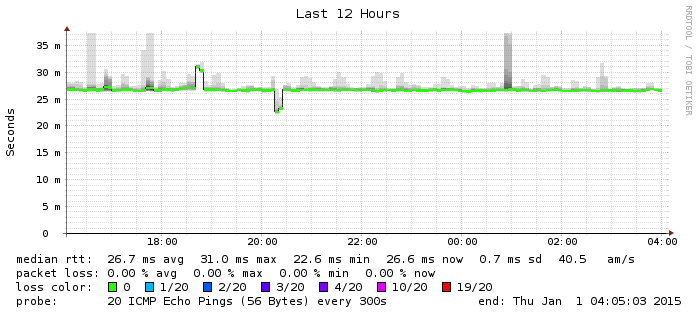 Last 12 Hours
RRDTOOL / TOBI OETIKER
Seconds
35 m
30 m
25 m
20 m
15 m
10 m
5 m
0
18:00 20:00 22:00 00:00 02:00 04:00
median rtt: 26.7 ms avg 31.0 ms max 22.6 ms min 26.6 ms now 0.7 ms sd 40.5 am/s
packet loss: 0.00 % avg 0.00 % max 0.00 % min 0.00 % now
loss color: 0 1/20 2/20 3/20 4/20 10/20 19/20
probe: 20 ICMP Echo Pings (56 Bytes) every 300s end: Thu Jan 1 04:05:03 2015